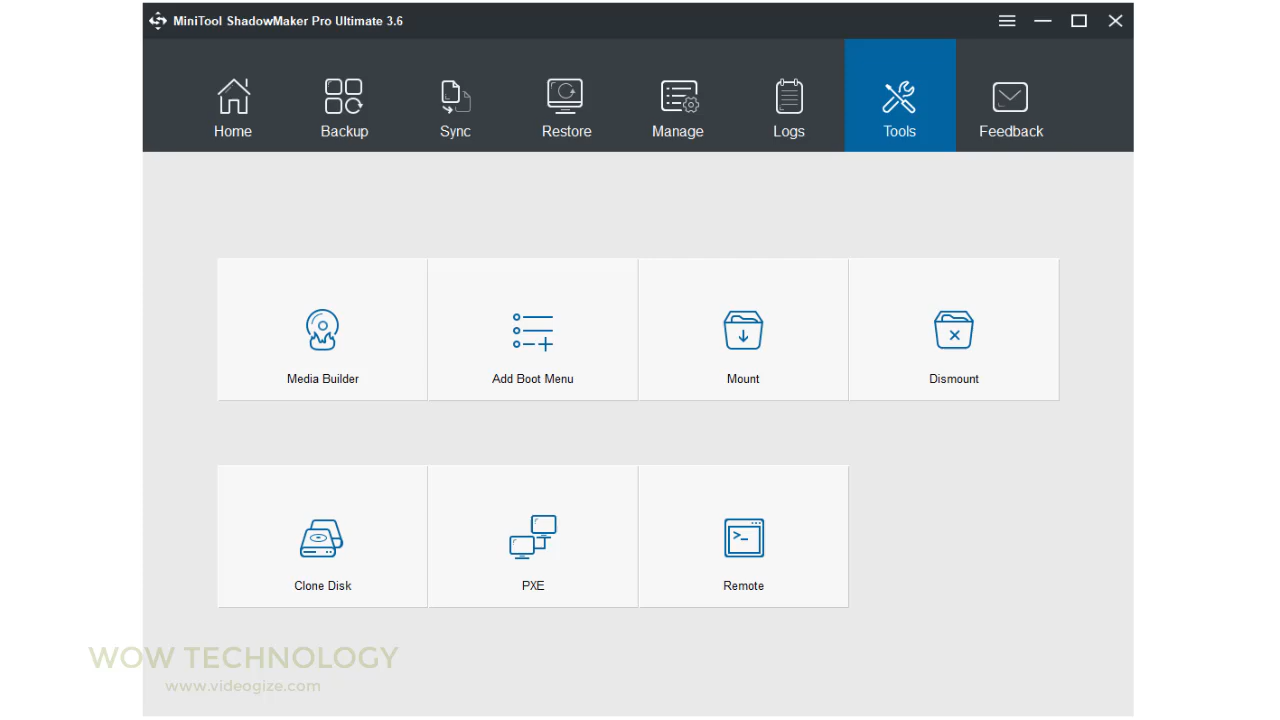 MiniTool ShadowMaker Pro Ultimate 3.6
Home Backup Sync Restore Manage Logs Tools Feedback
Media Builder Add Boot Menu Mount Dismount
Clone Disk PXE Remote
WOW TECHNOLOGY
www.videogize.com